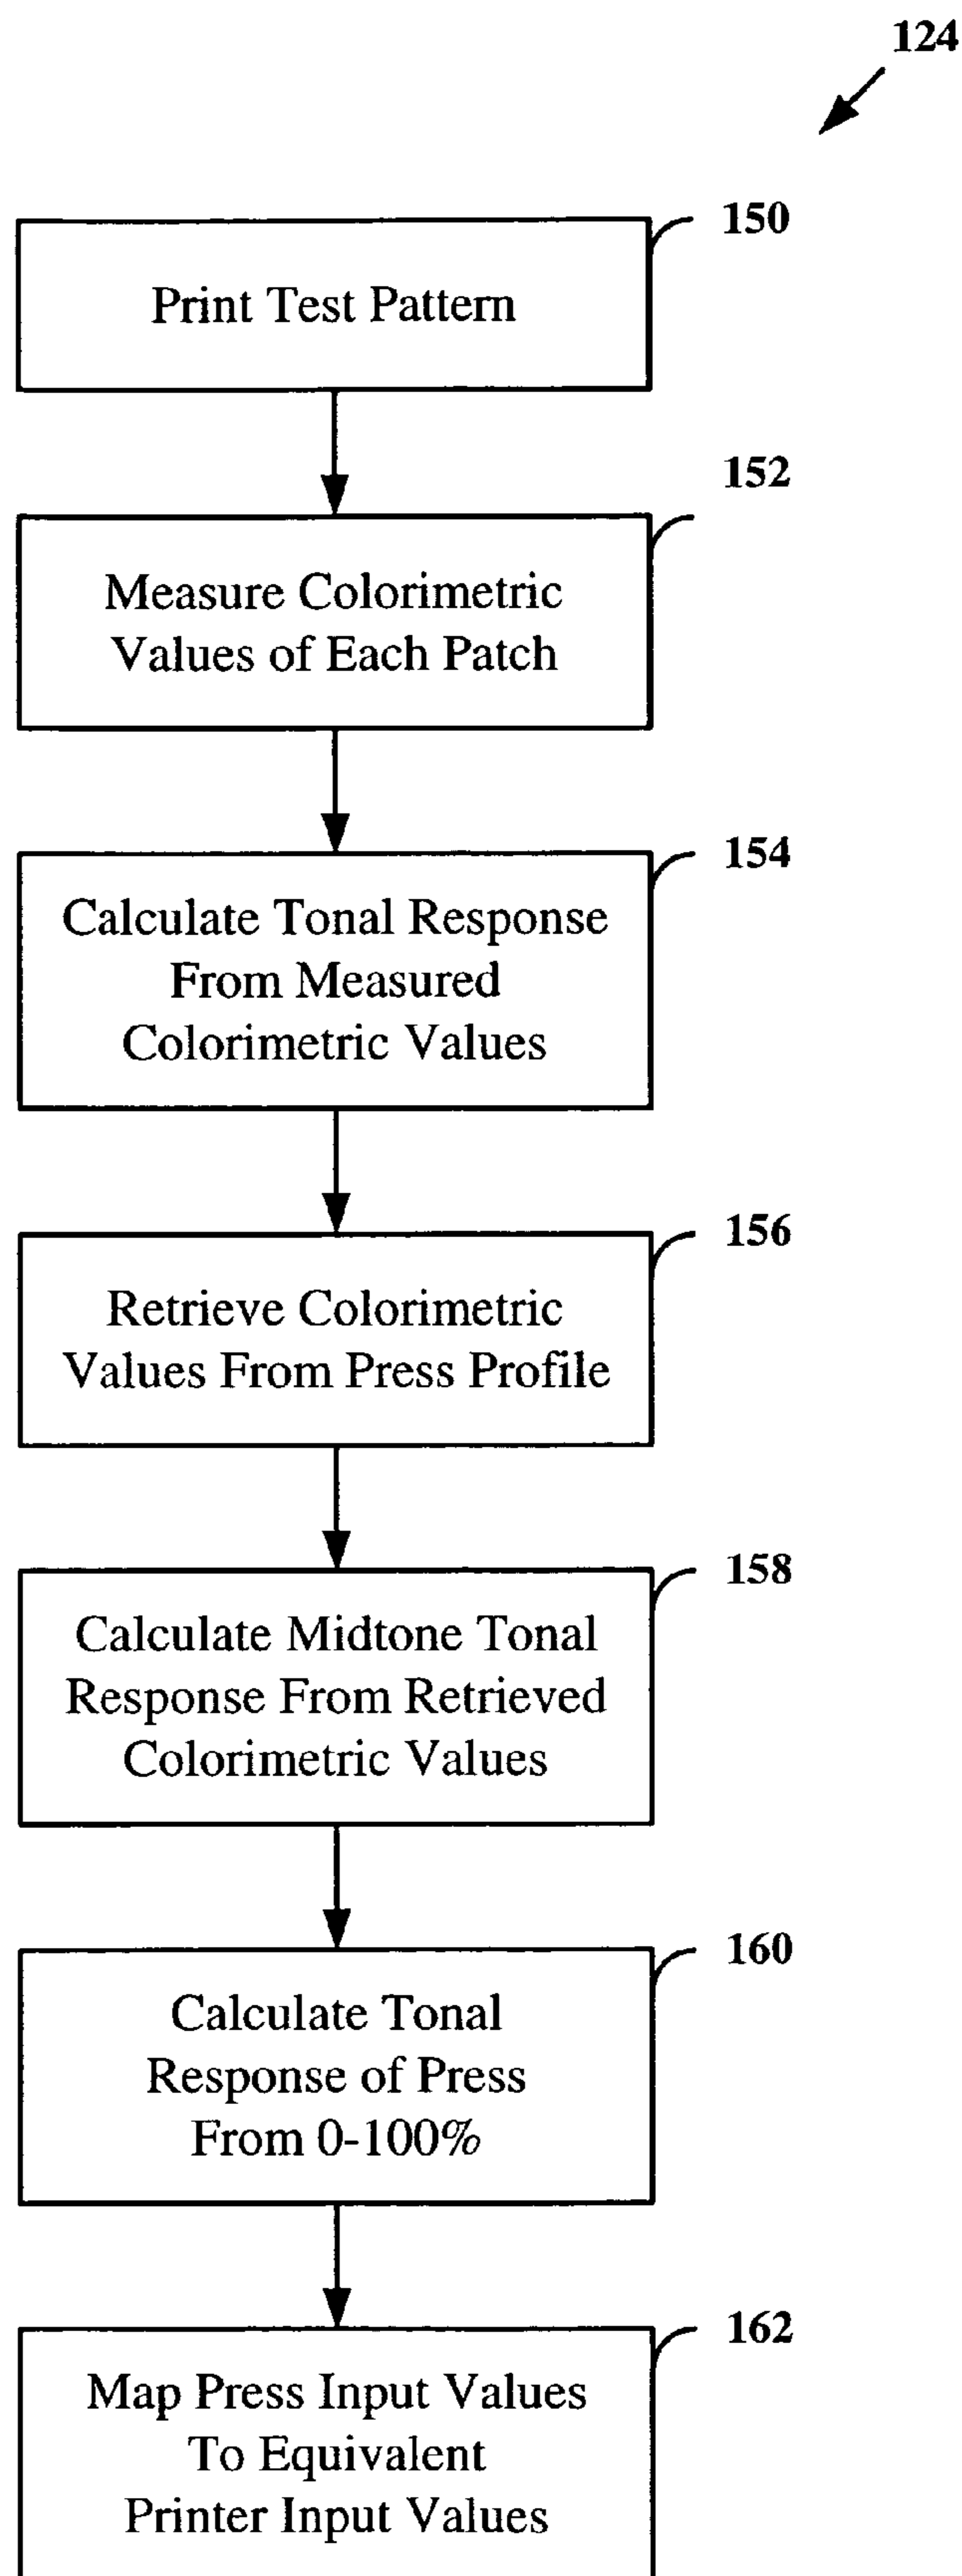 124
150
Print Test Pattern
152
Measure Colorimetric
Values of Each Patch
154
Calculate Tonal Response
From Measured
Colorimetric Values
156
Retrieve Colorimetric
Values From Press Profile
158
Calculate Midtone Tonal
Response From Retrieved
Colorimetric Values
160
Calculate Tonal
Response of Press
From 0-100%
162
Map Press Input Values
To Equivalent
Printer Input Values